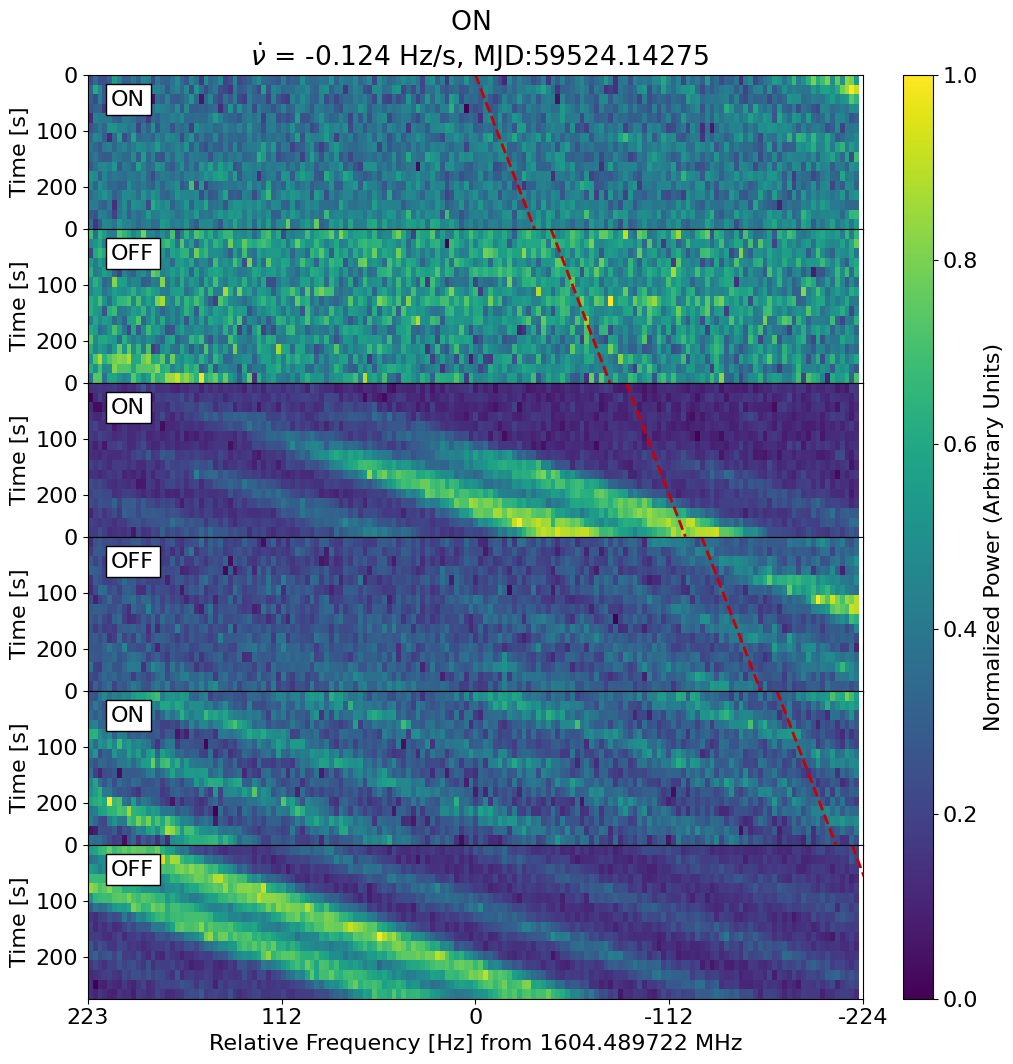 ON
ν̇ = -0.124 Hz/s, MJD:59524.14275
0
ON
100
200
Time [s]
0
OFF
100
200
Time [s]
0
ON
100
200
Time [s]
0
OFF
100
200
Time [s]
0
ON
100
200
Time [s]
0
OFF
100
200
Time [s]
223 112 0 -112 -224
Relative Frequency [Hz] from 1604.489722 MHz
1.0
0.8
0.6
0.4
0.2
0.0
Normalized Power (Arbitrary Units)